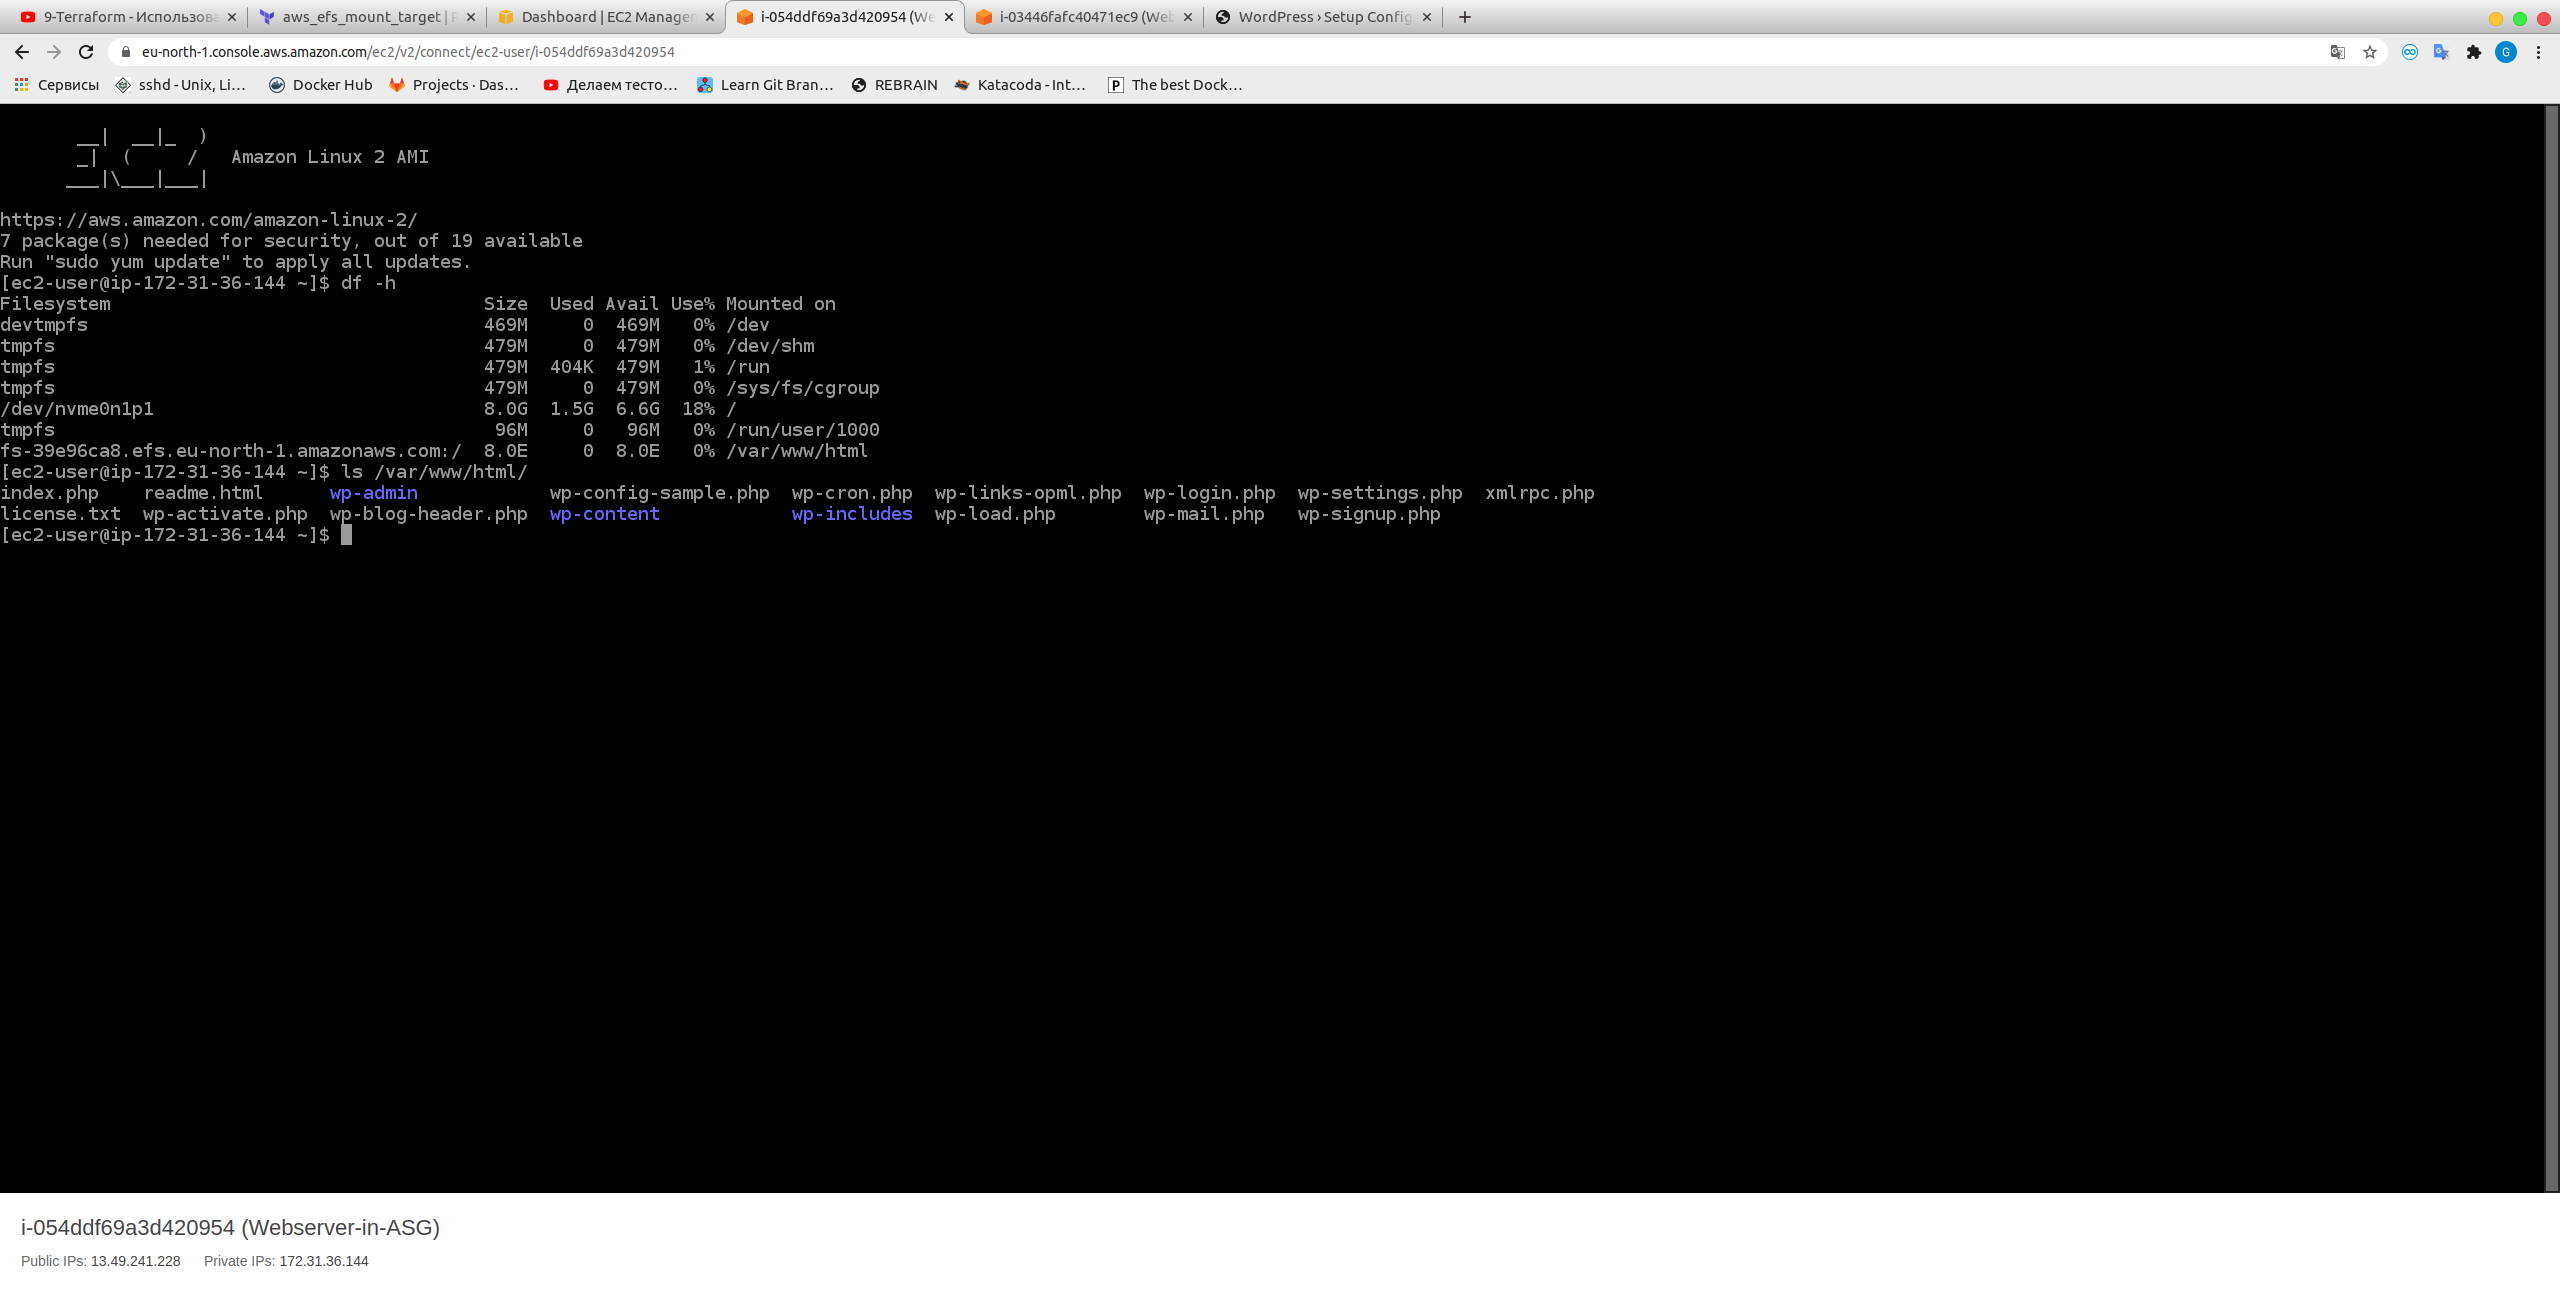 9-Terraform - Использова
aws_efs_mount_target | R
Dashboard | EC2 Managem
i-054ddf69a3d420954 (We
i-03446fafc40471ec9 (Web
WordPress › Setup Config
eu-north-1.console.aws.amazon.com/ec2/v2/connect/ec2-user/i-054ddf69a3d420954
G
Сервисы
sshd - Unix, Li…
Docker Hub
Projects · Das…
Делаем тесто…
Learn Git Bran…
REBRAIN
Katacoda - Int…
P
The best Dock…
       __|  __|_  )
       _|  (     /   Amazon Linux 2 AMI
      ___|\___|___|
https://aws.amazon.com/amazon-linux-2/
7 package(s) needed for security, out of 19 available
Run "sudo yum update" to apply all updates.
[ec2-user@ip-172-31-36-144 ~]$ df -h
Filesystem                                  Size  Used Avail Use% Mounted on
devtmpfs                                    469M     0  469M   0% /dev
tmpfs                                       479M     0  479M   0% /dev/shm
tmpfs                                       479M  404K  479M   1% /run
tmpfs                                       479M     0  479M   0% /sys/fs/cgroup
/dev/nvme0n1p1                              8.0G  1.5G  6.6G  18% /
tmpfs                                        96M     0   96M   0% /run/user/1000
fs-39e96ca8.efs.eu-north-1.amazonaws.com:/  8.0E     0  8.0E   0% /var/www/html
[ec2-user@ip-172-31-36-144 ~]$ ls /var/www/html/
index.php    readme.html      wp-admin            wp-config-sample.php  wp-cron.php  wp-links-opml.php  wp-login.php  wp-settings.php  xmlrpc.php
license.txt  wp-activate.php  wp-blog-header.php  wp-content            wp-includes  wp-load.php        wp-mail.php   wp-signup.php
[ec2-user@ip-172-31-36-144 ~]$
i-054ddf69a3d420954 (Webserver-in-ASG)
Public IPs: 13.49.241.228 Private IPs: 172.31.36.144